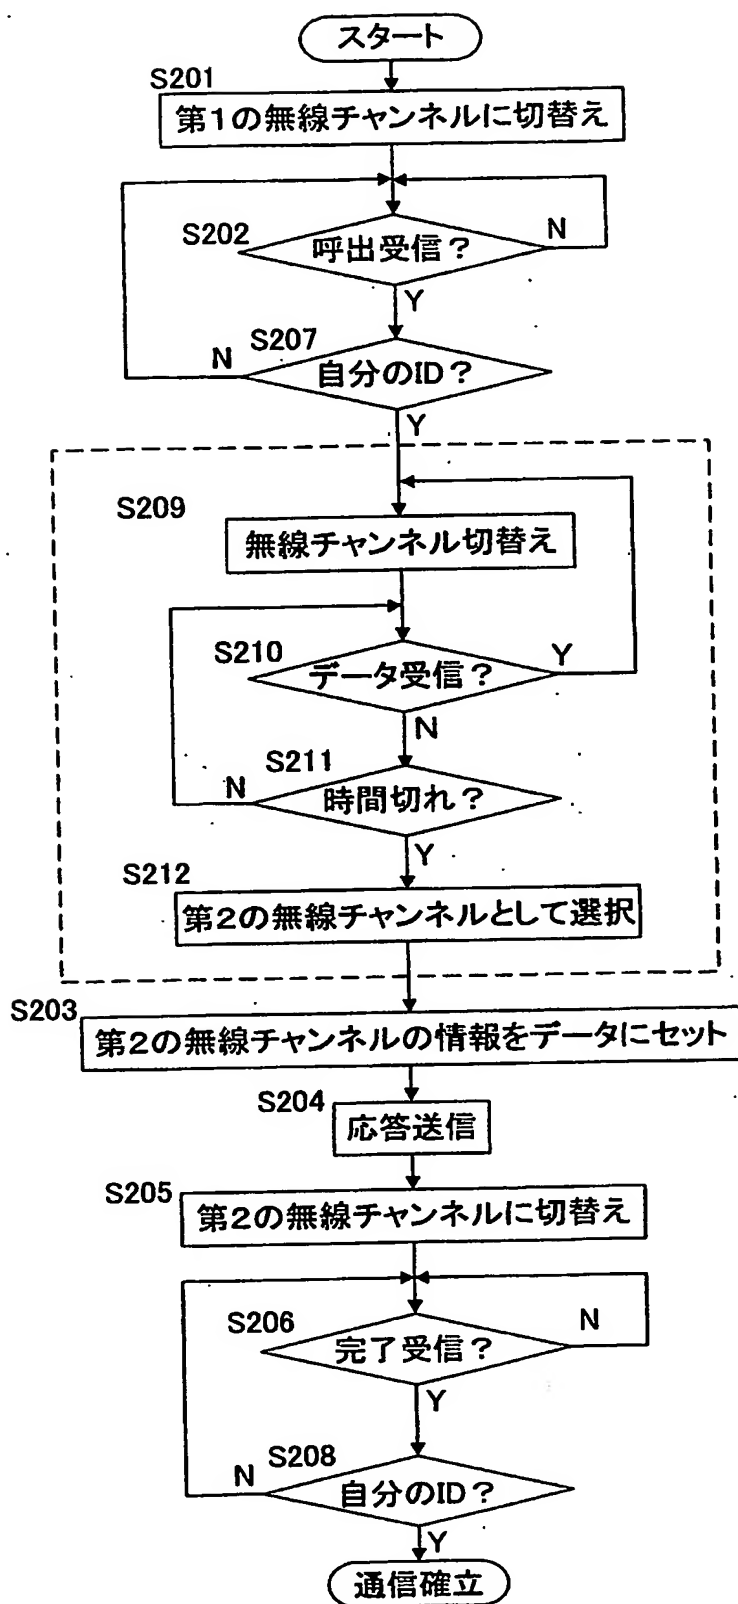 スタート
S201
第1の無線チャンネルに切替え
S202
呼出受信?
N
Y
S207
自分のID?
N
Y
S209
無線チャンネル切替え
S210
データ受信?
Y
N
S211
時間切れ?
N
Y
S212
第2の無線チャンネルとして選択
S203
第2の無線チャンネルの情報をデータにセット
S204
応答送信
S205
第2の無線チャンネルに切替え
S206
完了受信?
N
Y
S208
自分のID?
N
Y
通信確立